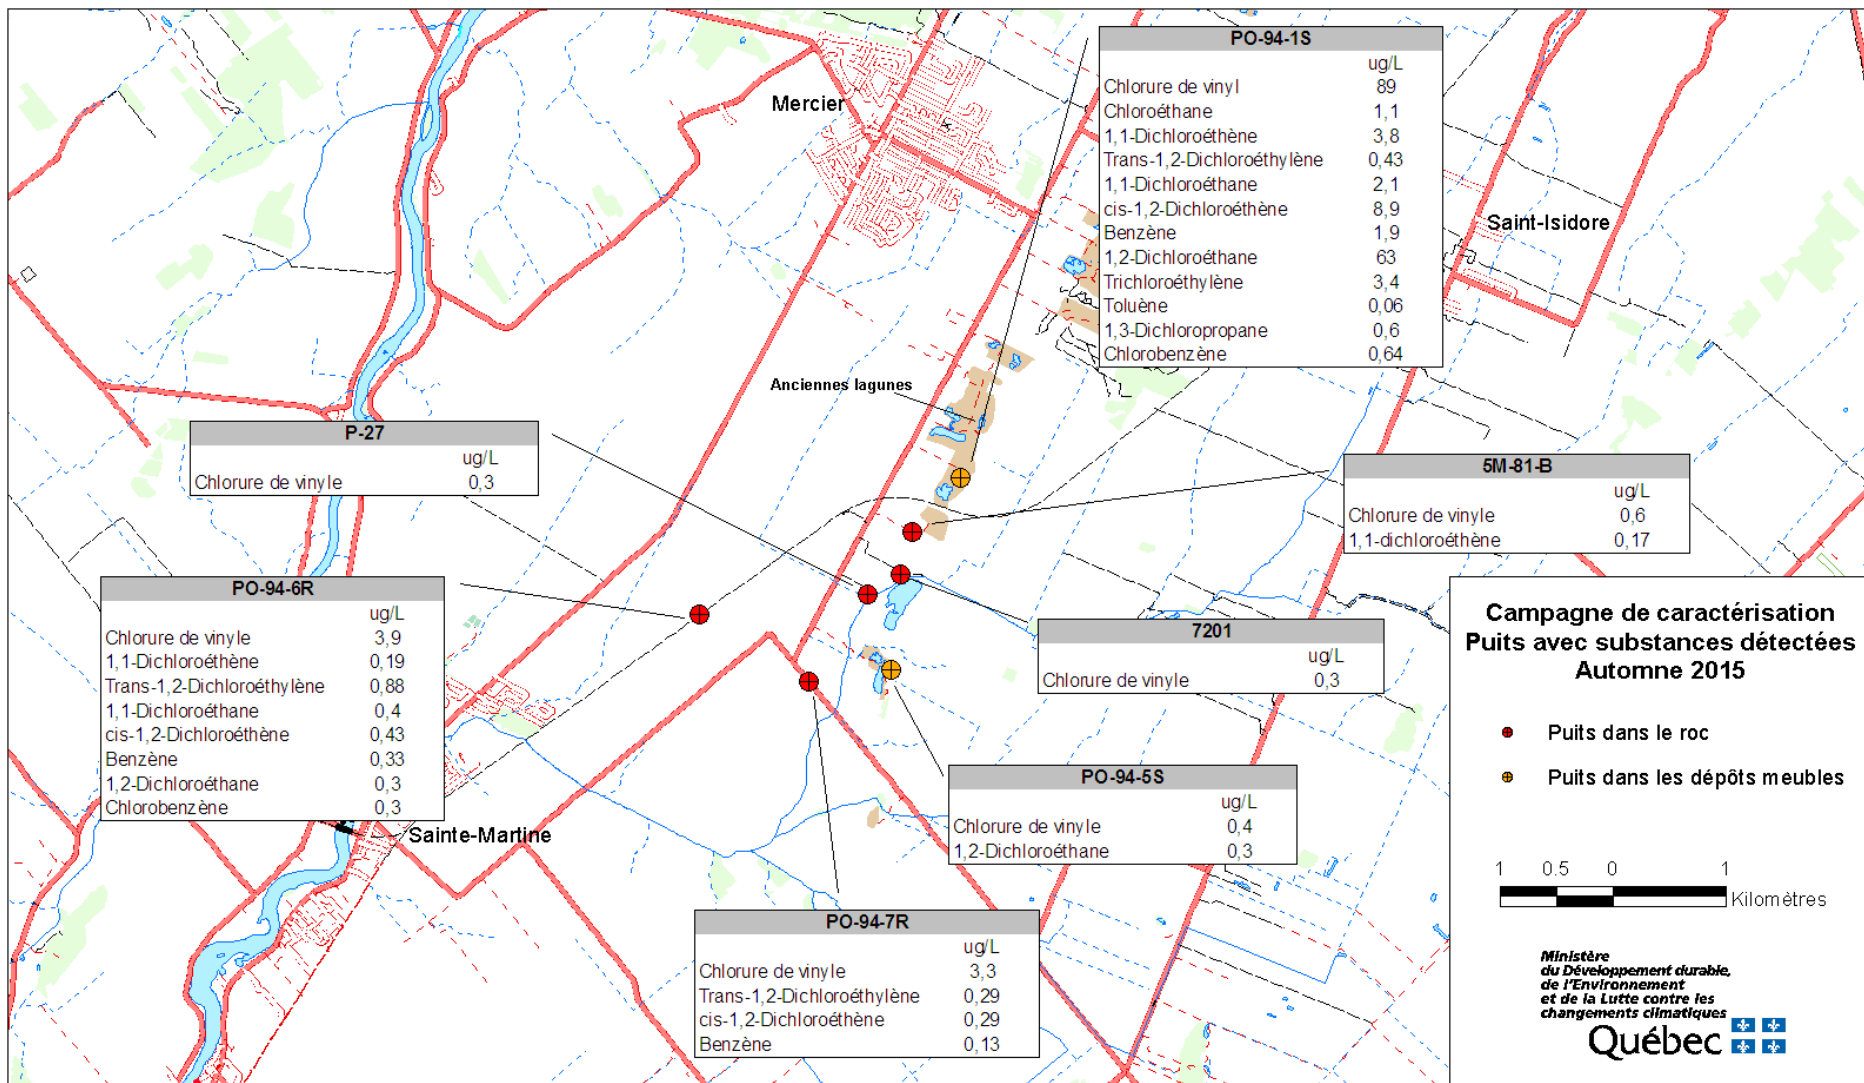 Mercier
Saint-Isidore
Anciennes lagunes
Sainte-Martine
PO-94-1S
ug/L
Chlorure de vinyl 89
Chloroéthane 1,1
1,1-Dichloroéthène 3,8
Trans-1,2-Dichloroéthylène 0,43
1,1-Dichloroéthane 2,1
cis-1,2-Dichloroéthène 8,9
Benzène 1,9
1,2-Dichloroéthane 63
Trichloroéthylène 3,4
Toluène 0,06
1,3-Dichloropropane 0,6
Chlorobenzène 0,64
P-27
ug/L
Chlorure de vinyle 0,3
5M-81-B
ug/L
Chlorure de vinyle 0,6
1,1-dichloroéthène 0,17
PO-94-6R
ug/L
Chlorure de vinyle 3,9
1,1-Dichloroéthène 0,19
Trans-1,2-Dichloroéthylène 0,88
1,1-Dichloroéthane 0,4
cis-1,2-Dichloroéthène 0,43
Benzène 0,33
1,2-Dichloroéthane 0,3
Chlorobenzène 0,3
7201
ug/L
Chlorure de vinyle 0,3
PO-94-5S
ug/L
Chlorure de vinyle 0,4
1,2-Dichloroéthane 0,3
PO-94-7R
ug/L
Chlorure de vinyle 3,3
Trans-1,2-Dichloroéthylène 0,29
cis-1,2-Dichloroéthène 0,29
Benzène 0,13
Campagne de caractérisation
Puits avec substances détectées
Automne 2015
Puits dans le roc
Puits dans les dépôts meubles
1 0.5 0 1
Kilomètres
Ministère
du Développement durable,
de l'Environnement
et de la Lutte contre les
changements climatiques
Québec